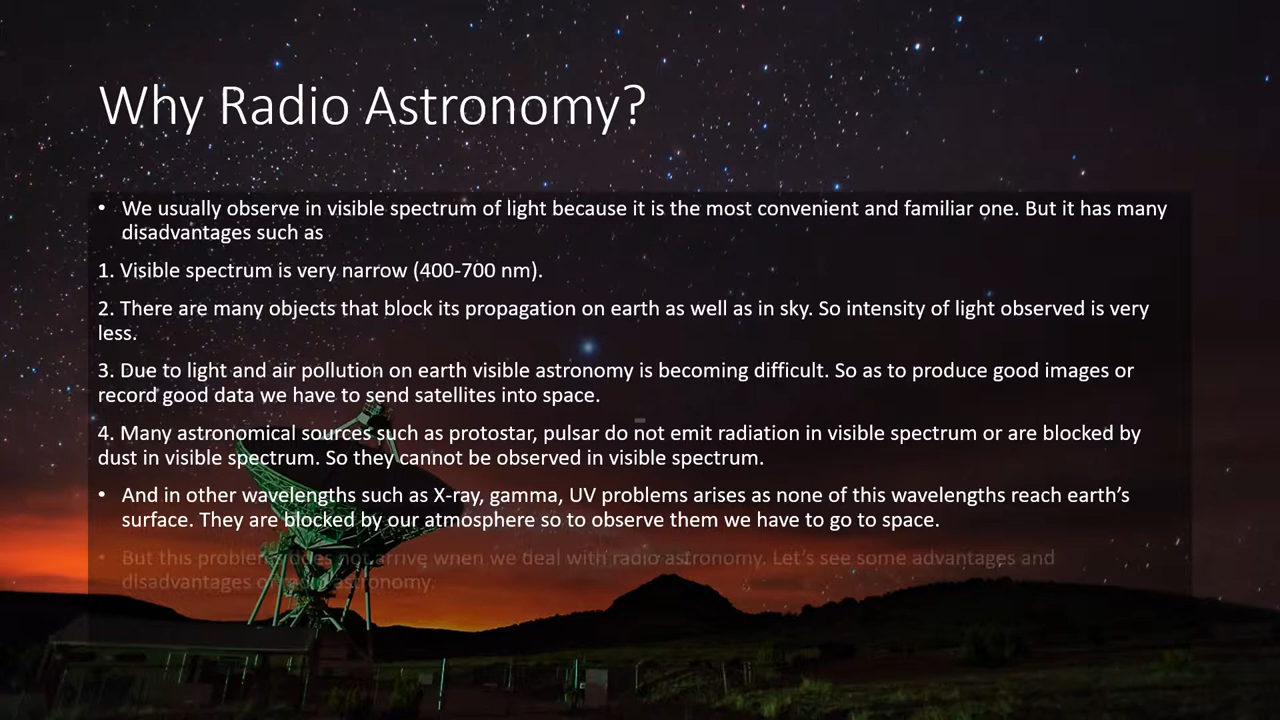 Why Radio Astronomy?
• We usually observe in visible spectrum of light because it is the most convenient and familiar one. But it has many
disadvantages such as
1. Visible spectrum is very narrow (400-700 nm).
2. There are many objects that block its propagation on earth as well as in sky. So intensity of light observed is very
less.
3. Due to light and air pollution on earth visible astronomy is becoming difficult. So as to produce good images or
record good data we have to send satellites into space.
4. Many astronomical sources such as protostar, pulsar do not emit radiation in visible spectrum or are blocked by
dust in visible spectrum. So they cannot be observed in visible spectrum.
• And in other wavelengths such as X-ray, gamma, UV problems arises as none of this wavelengths reach earth's
surface. They are blocked by our atmosphere so to observe them we have to go to space.
• But this problem does not arrive when we deal with radio astronomy. Let's see some advantages and
disadvantages of radio astronomy.